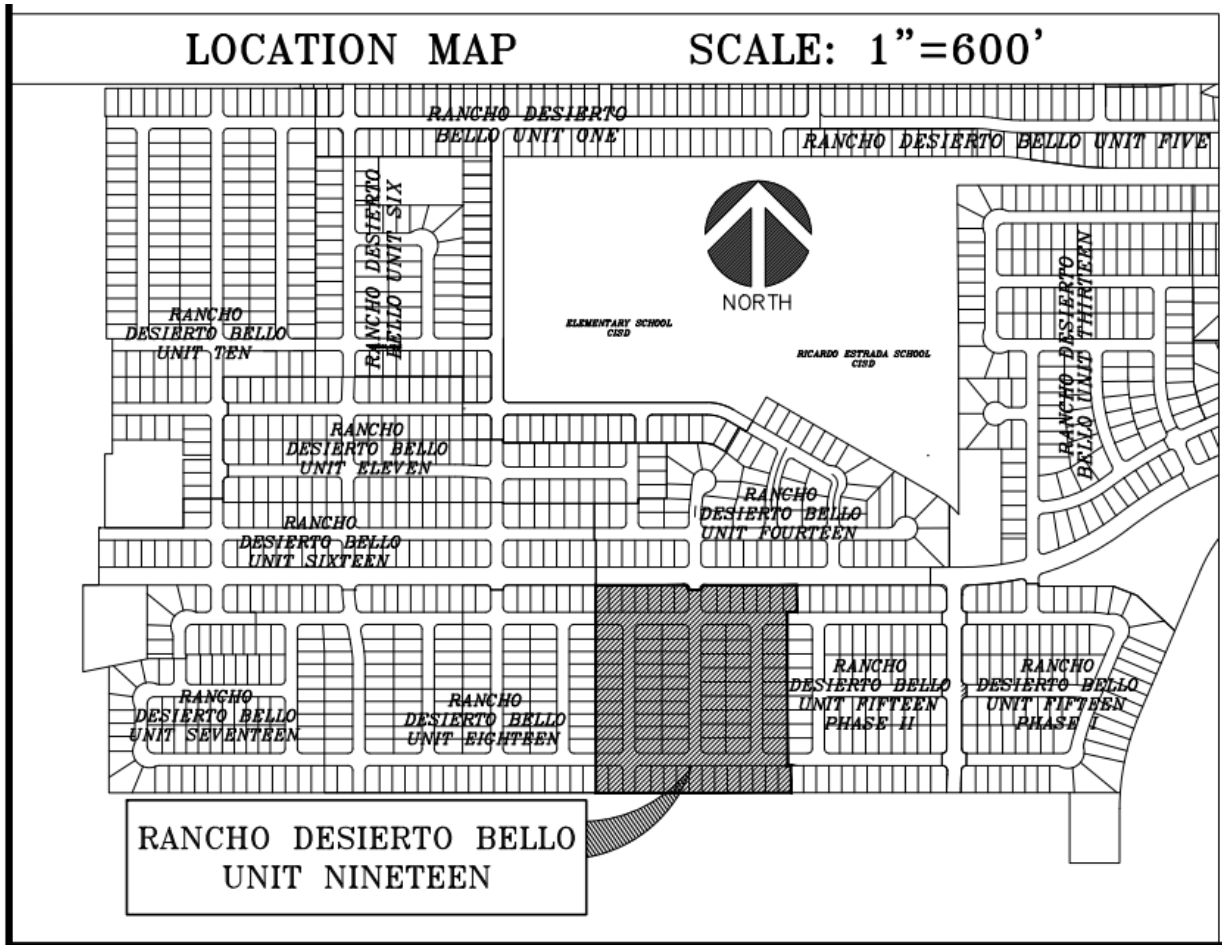 LOCATION MAP SCALE: 1"=600'
RANCHO DESIERTO
BELLO UNIT ONE
RANCHO DESIERTO BELLO UNIT FIVE
RANCHO DESIERTO
BELLO UNIT SIX
NORTH
RANCHO DESIERTO
BELLO UNIT THIRTEEN
RANCHO
DESIERTO BELLO
UNIT TEN
ELEMENTARY SCHOOL
CISD
RICARDO ESTRADA SCHOOL
CISD
RANCHO
DESIERTO BELLO
UNIT ELEVEN
RANCHO
DESIERTO BELLO
UNIT FOURTEEN
RANCHO
DESIERTO BELLO
UNIT SIXTEEN
RANCHO
DESIERTO BELLO
UNIT SEVENTEEN
RANCHO
DESIERTO BELLO
UNIT EIGHTEEN
RANCHO
DESIERTO BELLO
UNIT FIFTEEN
PHASE II
RANCHO
DESIERTO BELLO
UNIT FIFTEEN
PHASE I
RANCHO DESIERTO BELLO
UNIT NINETEEN